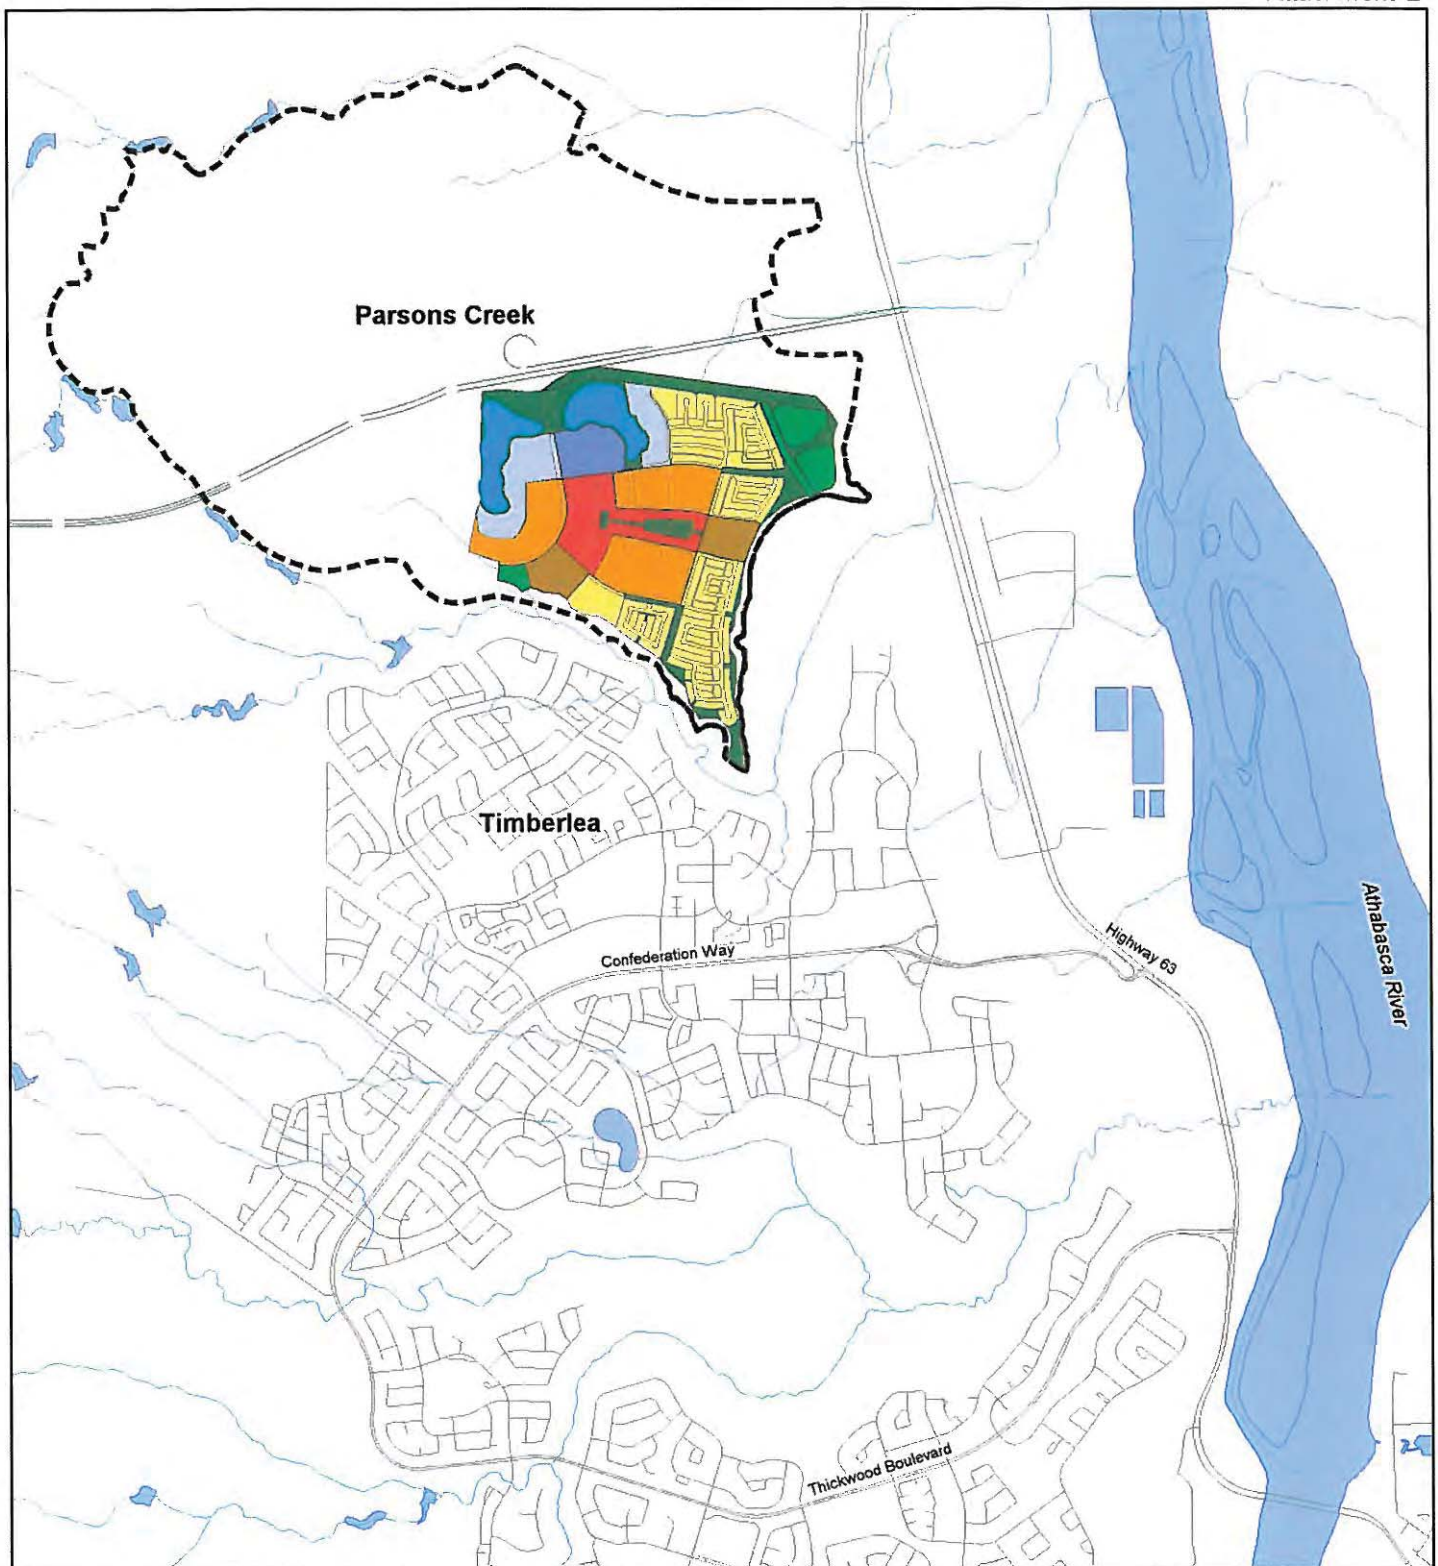 Parsons Creek
Timberlea
Confederation Way
Highway 63
Athabasca River
Thickwood Boulevard